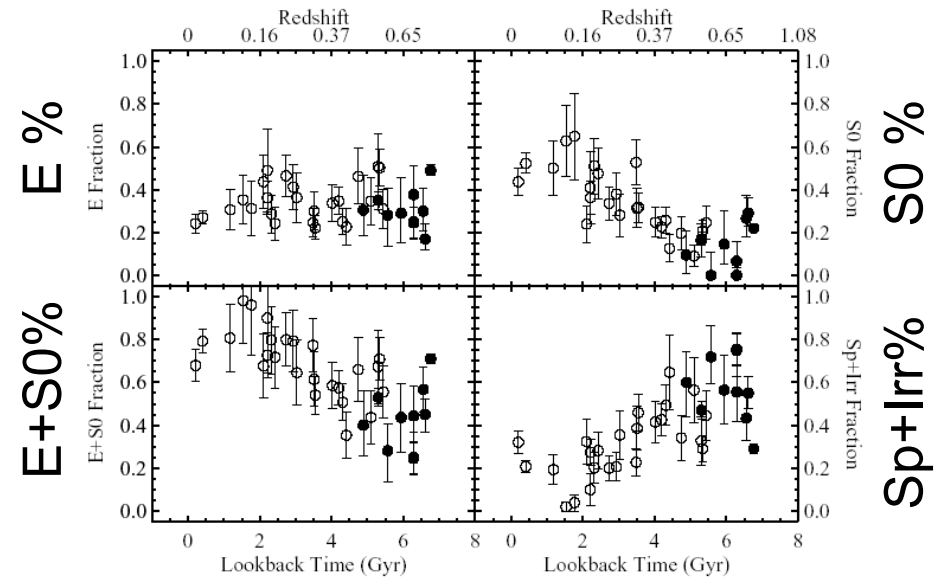 Redshift Redshift
0 0.16 0.37 0.65 0 0.16 0.37 0.65 1.08
E %
E Fraction
1.0
0.8
0.6
0.4
0.2
0.0
1.0
0.8
0.6
0.4
0.2
0.0
S0 Fraction
S0 %
E+S0%
E+S0 Fraction
1.0
0.8
0.6
0.4
0.2
0.0
1.0
0.8
0.6
0.4
0.2
0.0
Sp+Irr Fraction
Sp+Irr%
0 2 4 6 0 2 4 6 8
Lookback Time (Gyr) Lookback Time (Gyr)